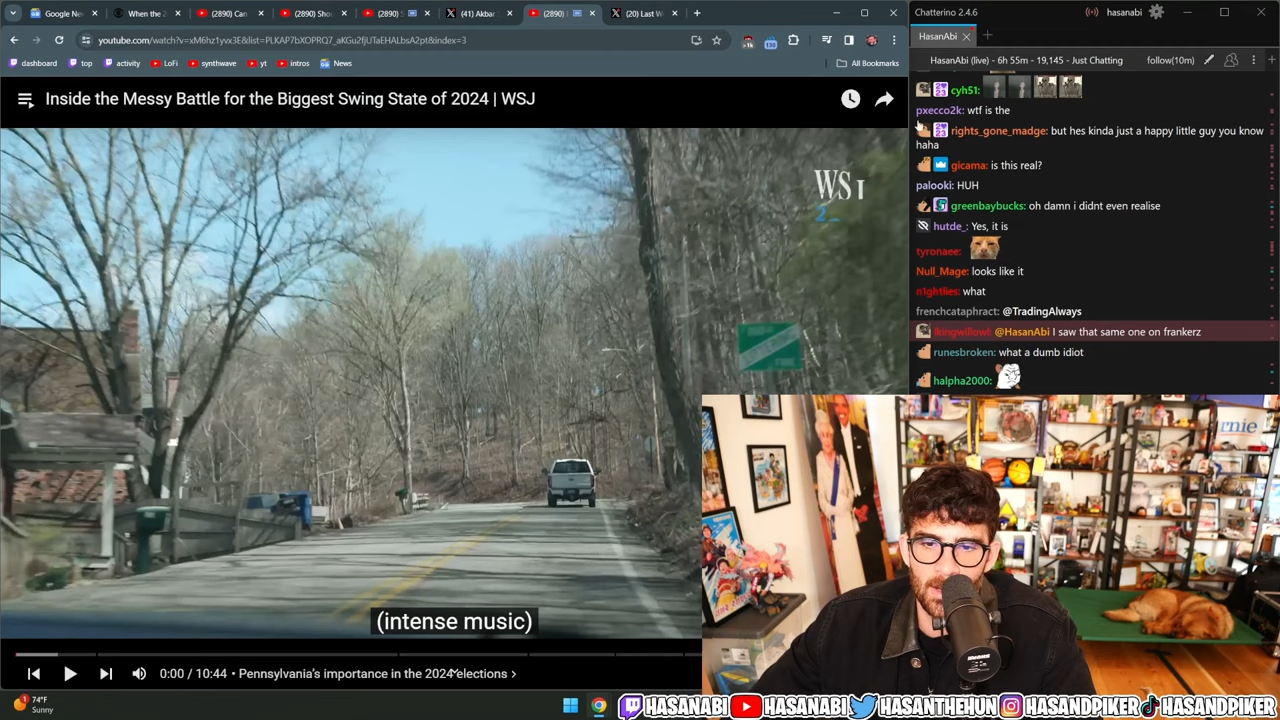 Google Ne
(2890) Can
(2890) Shou
(2890) S
(41) Akbar
(2890)
(20) Last W
youtube.com/watch?v=xM6hz1yvx3E&list=PLKAP7bXOPRQ7_aKGu2fjUTaEHALbsA2pt&index=3
dashboard
top
activity
LoFi
synthwave
yt
intros
News
All Bookmarks
Inside the Messy Battle for the Biggest Swing State of 2024 | WSJ
(intense music)
0:00 / 10:44 • Pennsylvania's importance in the 2024 elections
Chatterino 2.4.6
hasanabi
HasanAbi
HasanAbi (live) - 6h 55m - 19,145 - Just Chatting
follow(10m)
cyh51:
pxecco2k: wtf is the
rights_gone_madge: but hes kinda just a happy little guy you know
haha
gicama: is this real?
palooki: HUH
greenbaybucks: oh damn i didnt even realise
hutde_: Yes, it is
tyronaee:
Null_Mage: looks like it
n1ghtlies: what
frenchcataphract: @TradingAlways
@HasanAbi I saw that same one on frankerz
runesbroken: what a dumb idiot
halpha2000:
ernie
74°F
Sunny
HASANABI
HASANABI
HASANTHEHUN
HASANDPIKER
HASANDPIKER